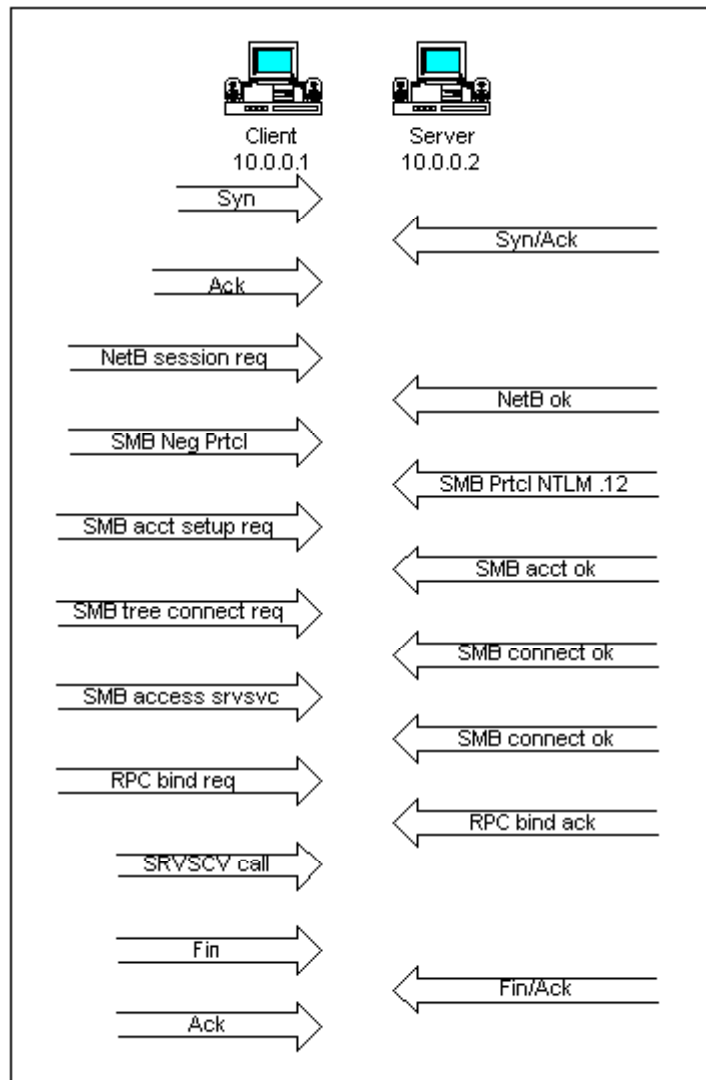 Client
10.0.0.1
Server
10.0.0.2
Syn
Syn/Ack
Ack
NetB session req
NetB ok
SMB Neg Prtcl
SMB Prtcl NTLM .12
SMB acct setup req
SMB acct ok
SMB tree connect req
SMB connect ok
SMB access srvsvc
SMB connect ok
RPC bind req
RPC bind ack
SRVSCV call
Fin
Fin/Ack
Ack